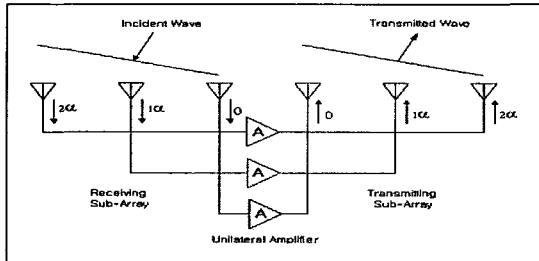 Incident Wave
Transmitted Wave
2α
1α
0
0
1α
2α
A
A
A
Receiving
Sub-Array
Transmitting
Sub-Array
Unilateral Amplifier